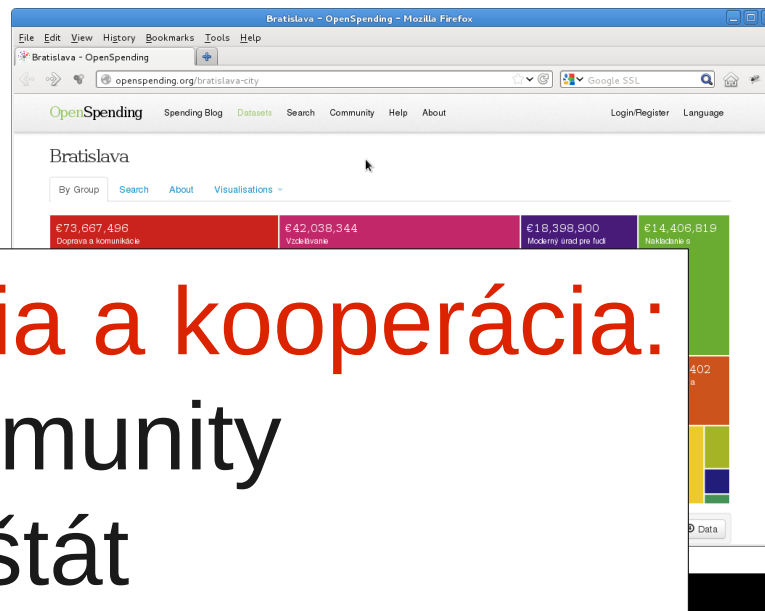 Bratislava - OpenSpending - Mozilla Firefox
File Edit View History Bookmarks Tools Help
Bratislava - OpenSpending
openspending.org/bratislava-city
Google SSL
OpenSpending Spending Blog Datasets Search Community Help About Login/Register Language
Bratislava
By Group Search About Visualisations
€73,667,496 €42,038,344 €18,398,900 €14,406,819
Doprava a komunikácie Vzdelávanie Moderný úrad pre ľudí Nakladanie s
ia a kooperácia:
402
a
munity
štát
Data